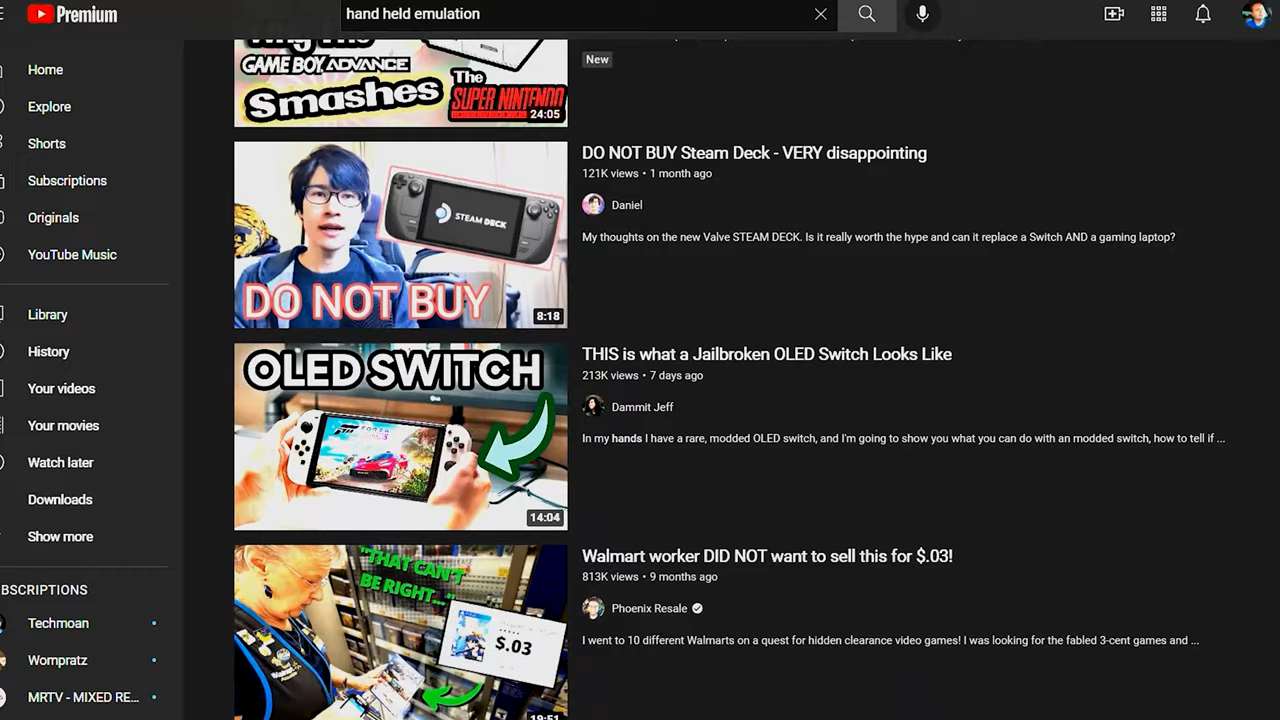 Premium
hand held emulation
Home
Explore
Shorts
Subscriptions
Originals
YouTube Music
Library
History
Your videos
Your movies
Watch later
Downloads
Show more
BSCRIPTIONS
Techmoan
Wompratz
MRTV - MIXED RE...
Why The
GAME BOY ADVANCE
Smashes
The
SUPER NINTENDO
24:05
New
STEAM DECK
DO NOT BUY
8:18
DO NOT BUY Steam Deck - VERY disappointing
121K views • 1 month ago
Daniel
My thoughts on the new Valve STEAM DECK. Is it really worth the hype and can it replace a Switch AND a gaming laptop?
OLED SWITCH
FORZA
14:04
THIS is what a Jailbroken OLED Switch Looks Like
213K views • 7 days ago
Dammit Jeff
In my hands I have a rare, modded OLED switch, and I'm going to show you what you can do with an modded switch, how to tell if ...
"THAT CAN'T
BE RIGHT..."
$.03
19:51
Walmart worker DID NOT want to sell this for $.03!
813K views • 9 months ago
Phoenix Resale
I went to 10 different Walmarts on a quest for hidden clearance video games! I was looking for the fabled 3-cent games and ...